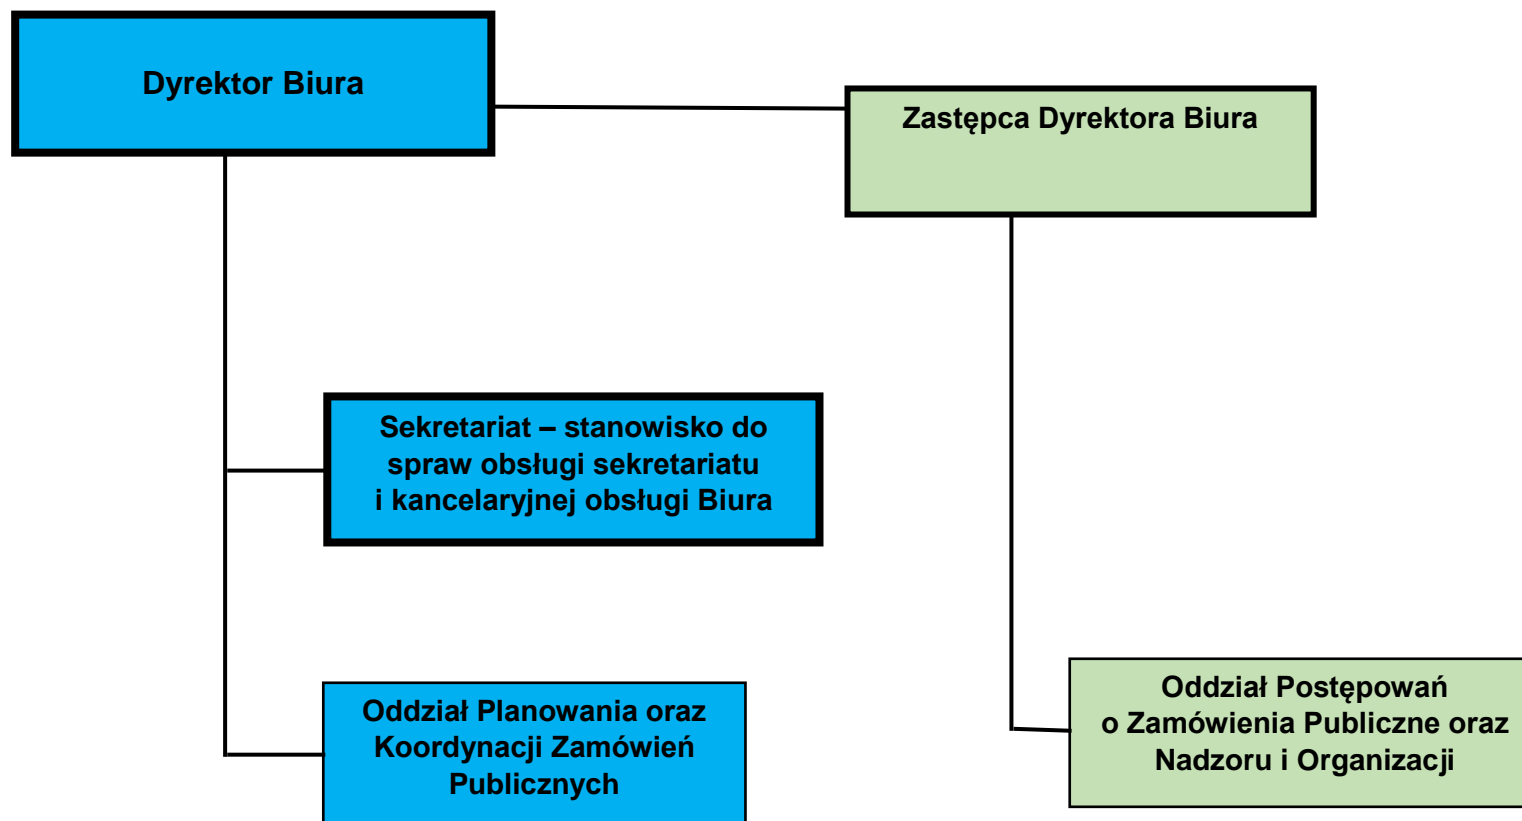 Dyrektor Biura
Zastępca Dyrektora Biura
Sekretariat – stanowisko do
spraw obsługi sekretariatu
i kancelaryjnej obsługi Biura
Oddział Planowania oraz
Koordynacji Zamówień
Publicznych
Oddział Postępowań
o Zamówienia Publiczne oraz
Nadzoru i Organizacji